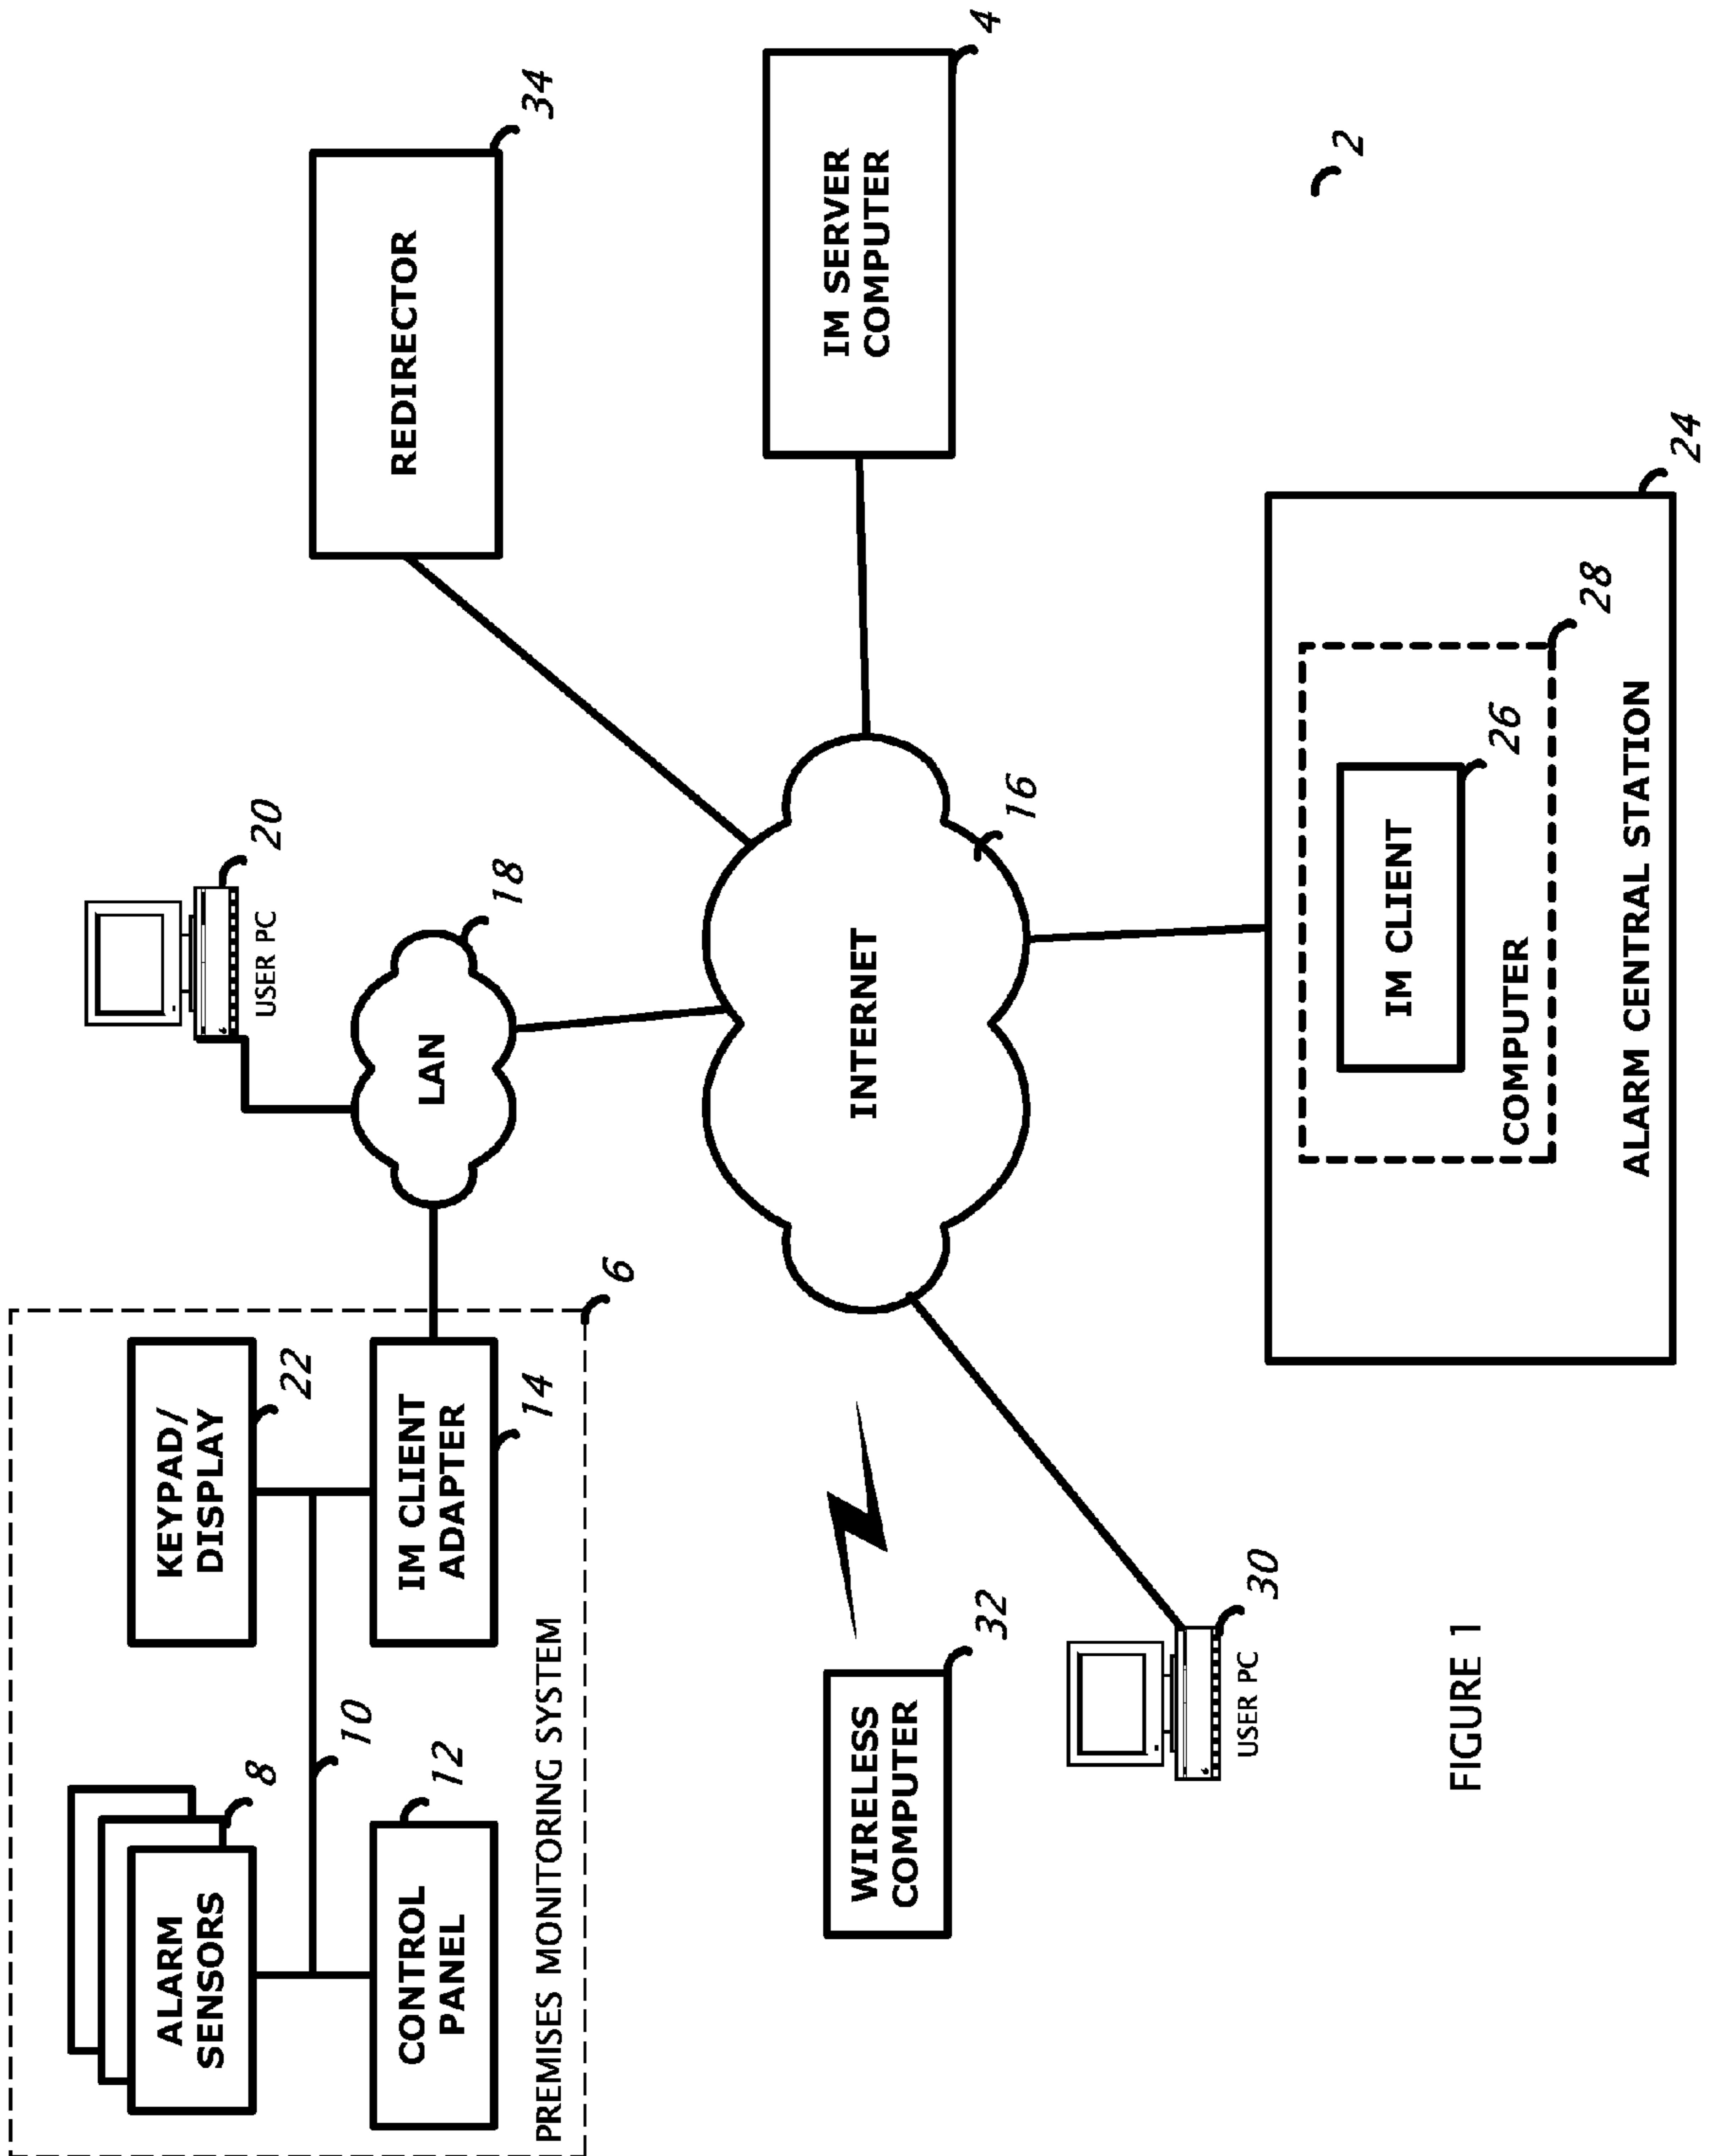 ALARM
SENSORS
8
KEYPAD/
DISPLAY
22
10
CONTROL
PANEL
12
IM CLIENT
ADAPTER
14
PREMISES MONITORING SYSTEM
6
USER PC
20
LAN
18
REDIRECTOR
34
WIRELESS
COMPUTER
32
INTERNET
16
IM SERVER
COMPUTER
4
USER PC
30
IM CLIENT
26
COMPUTER
28
ALARM CENTRAL STATION
24
2
FIGURE 1